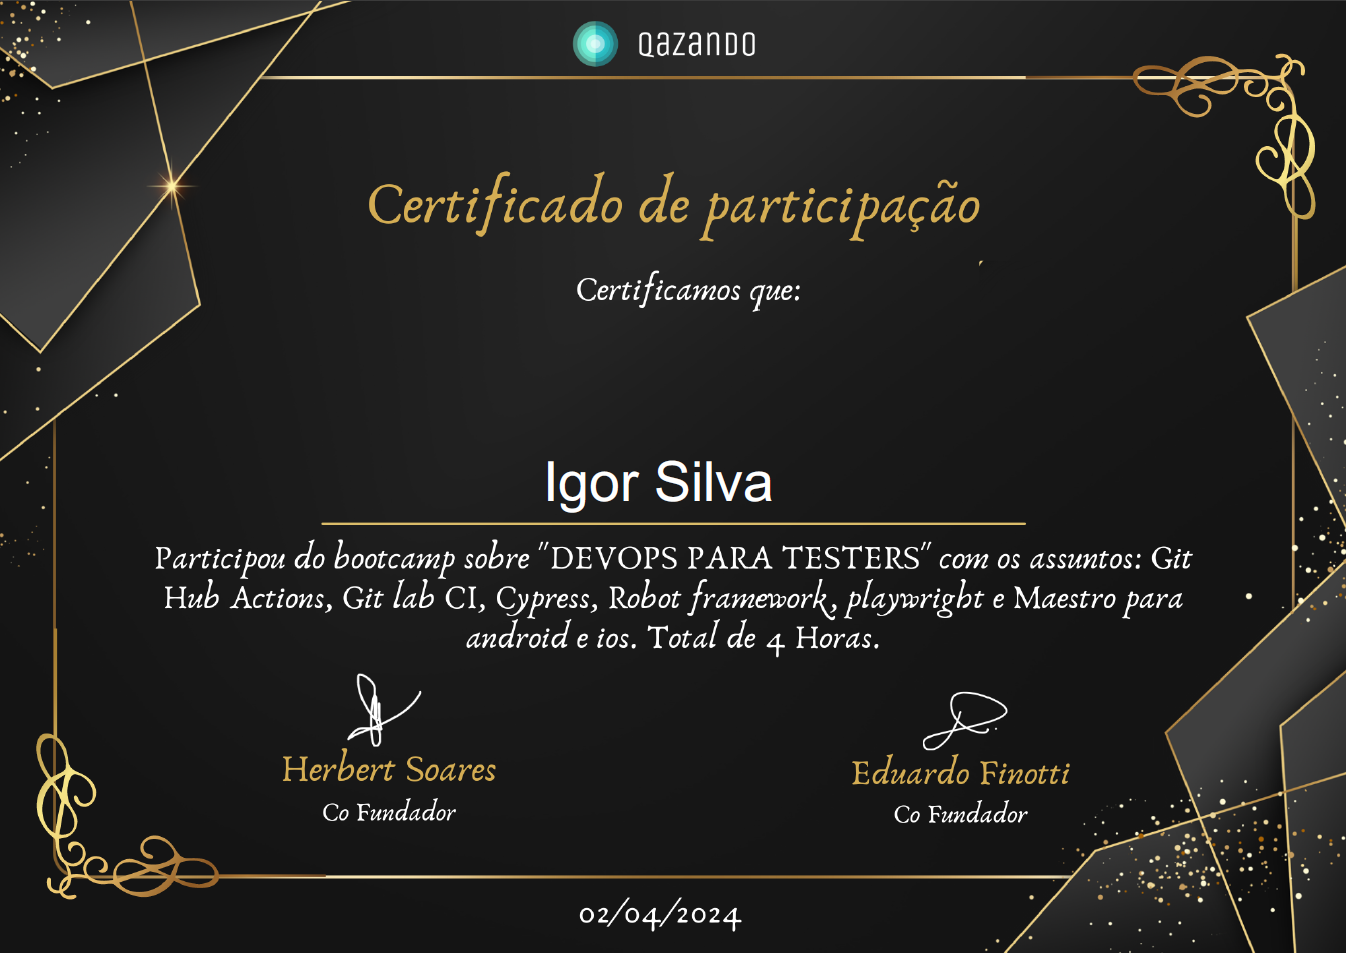 QAZANDO
Certificado de participação
Certificamos que:
Igor Silva
Participou do bootcamp sobre "DEVOPS PARA TESTERS" com os assuntos: Git
Hub Actions, Git lab CI, Cypress, Robot framework, playwright e Maestro para
android e ios. Total de 4 Horas.
Herbert Soares
Co Fundador
Eduardo Finotti
Co Fundador
02/04/2024